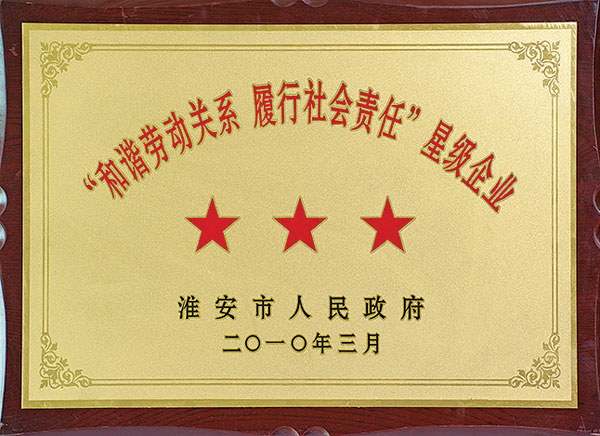 “和谐劳动关系 履行社会责任”星级企业
淮安市人民政府
二〇一〇年三月